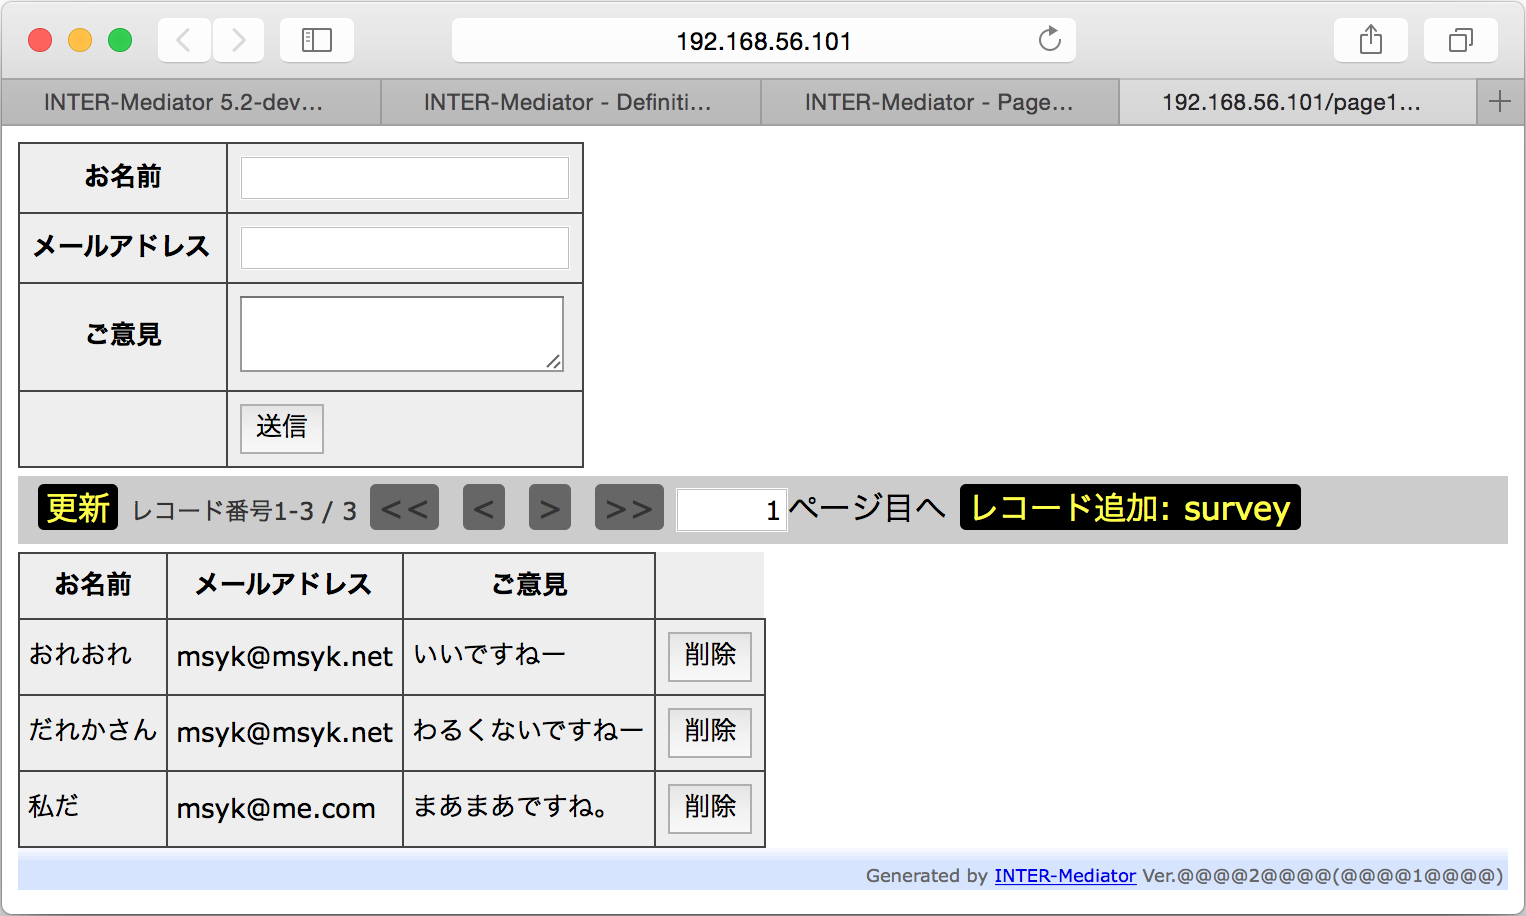 192.168.56.101
INTER-Mediator 5.2-dev... INTER-Mediator - Definiti... INTER-Mediator - Page... 192.168.56.101/page1...
お名前
メールアドレス
ご意見
送信
更新 レコード番号1-3 / 3 << < > >> 1 ページ目へ レコード追加: survey
お名前 メールアドレス ご意見
おれおれ msyk@msyk.net いいですねー 削除
だれかさん msyk@msyk.net わるくないですねー 削除
私だ msyk@me.com まあまあですね。 削除
Generated by INTER-Mediator Ver.@@@@2@@@@(@@@@1@@@@)